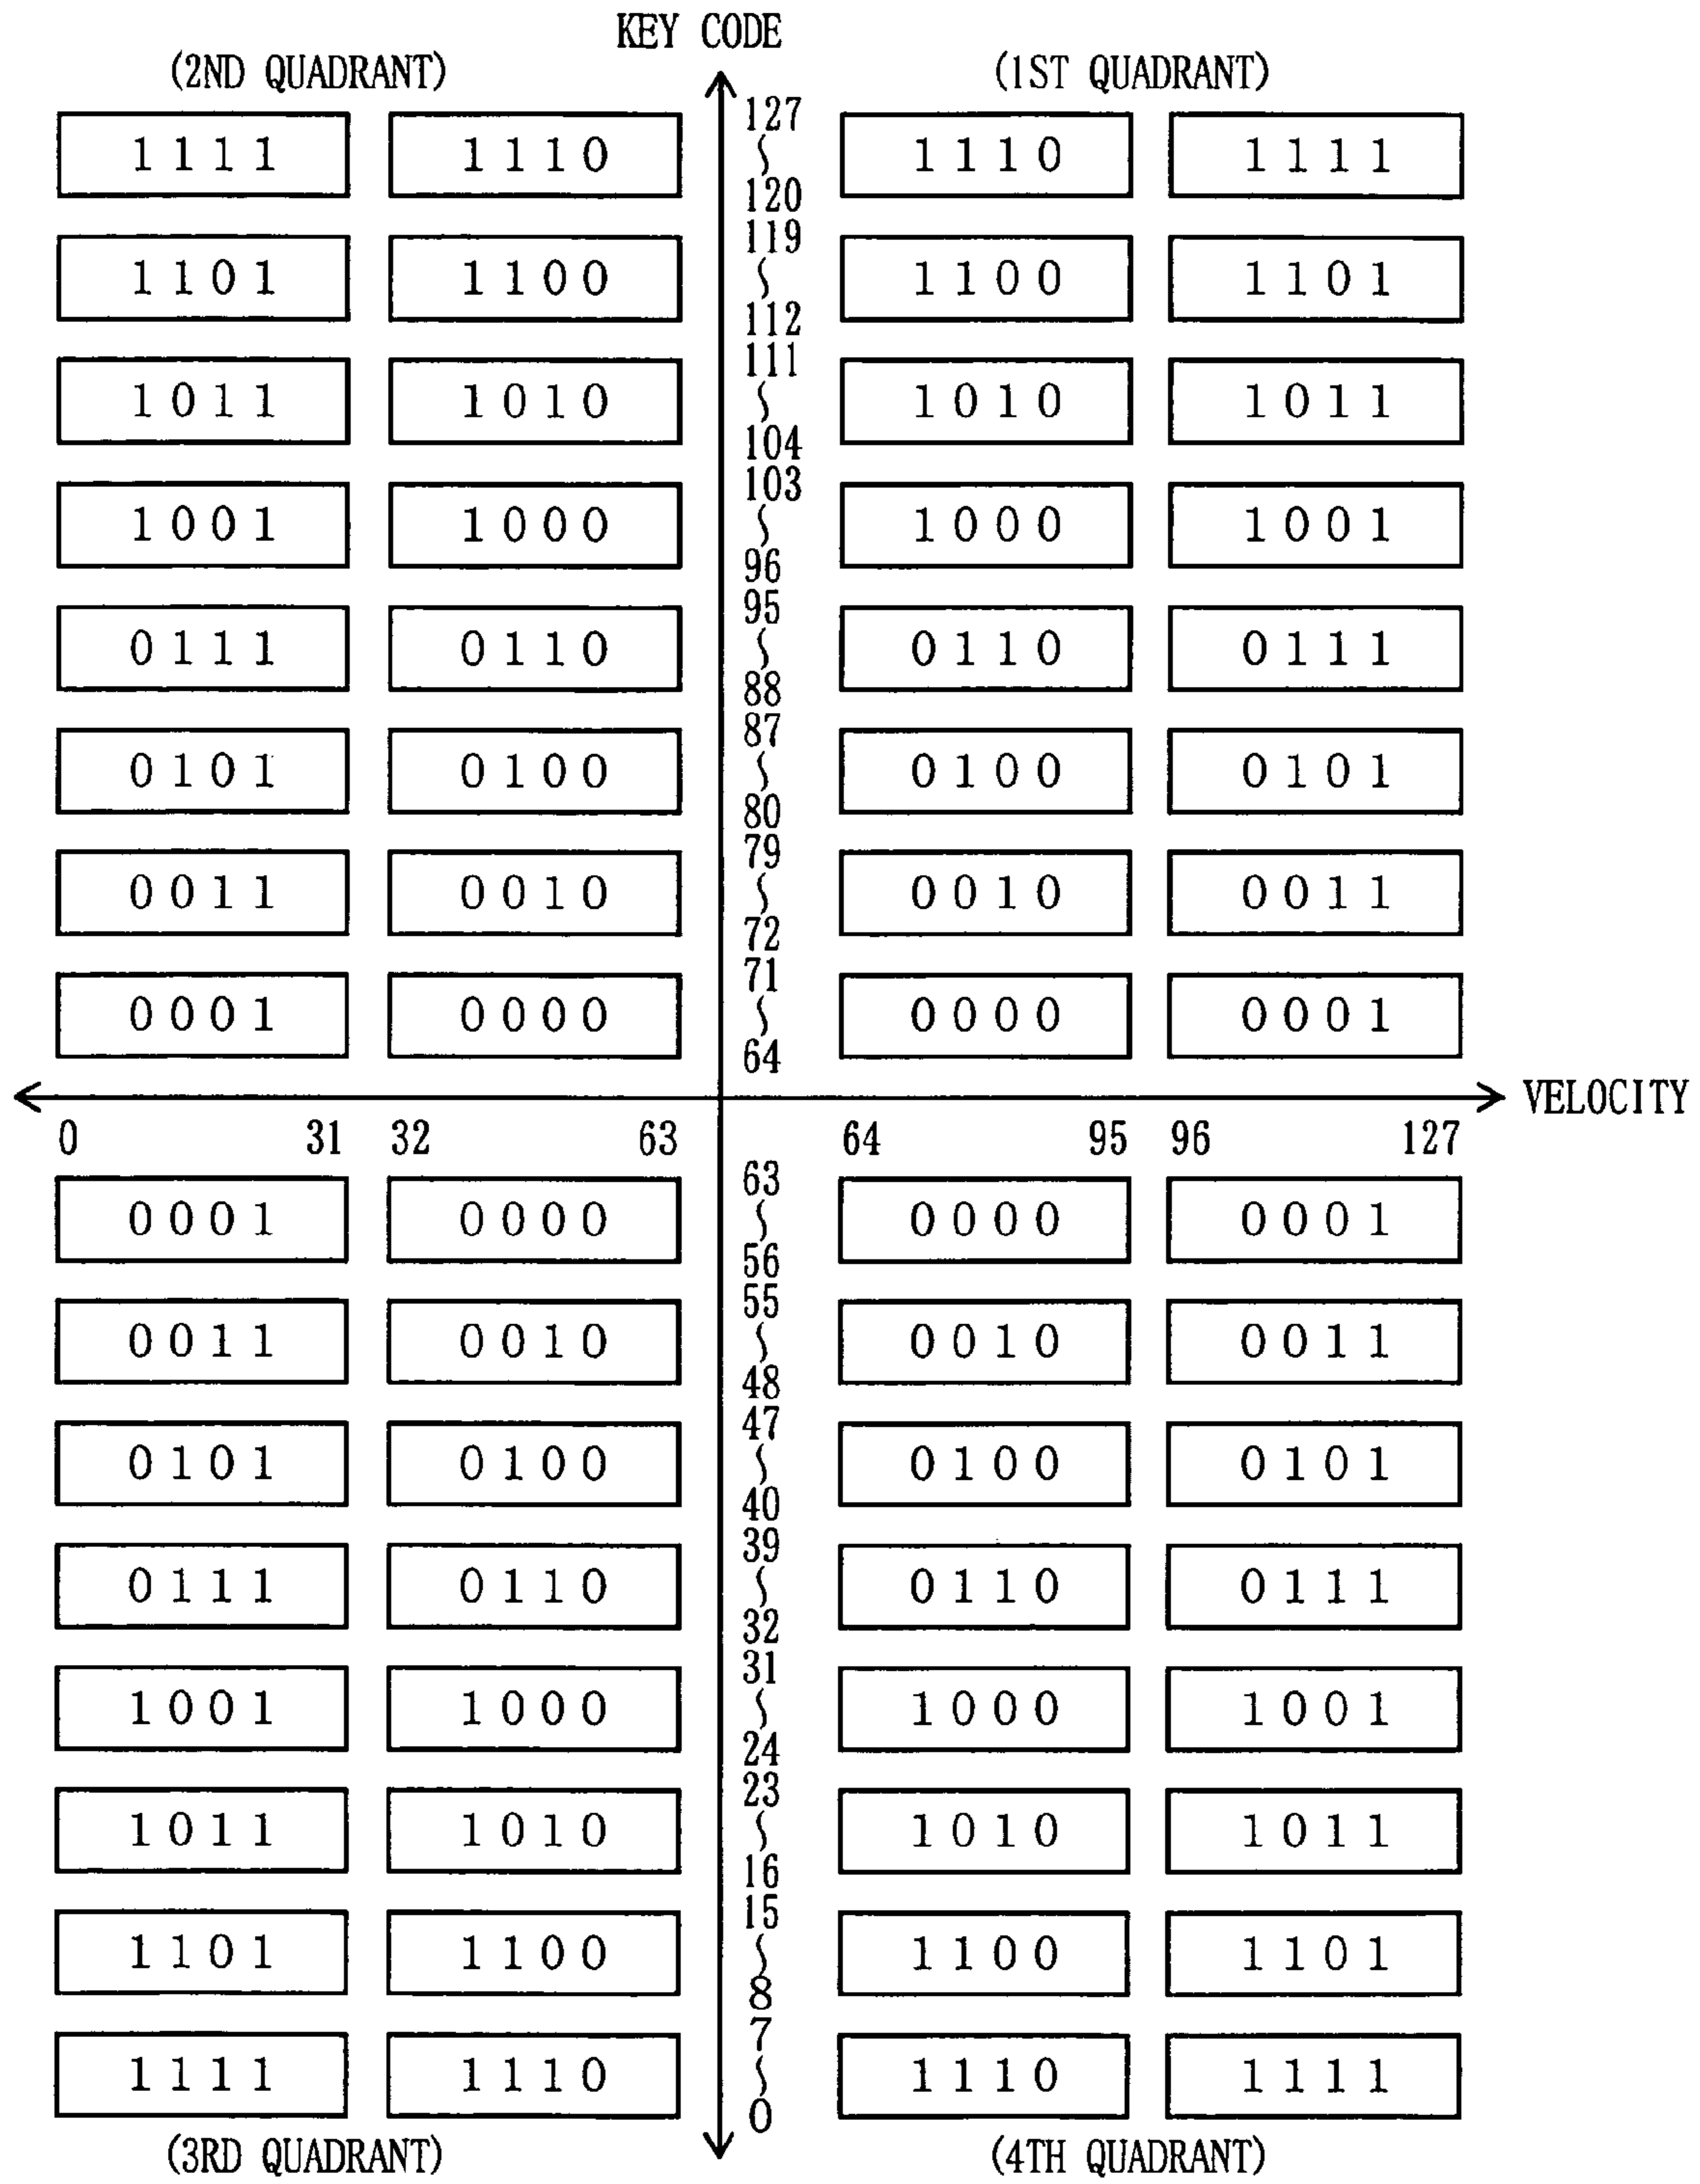 KEY CODE
(2ND QUADRANT) (1ST QUADRANT)
127
1111 1110 ~ 1110 1111
120
119
1101 1100 ~ 1100 1101
112
111
1011 1010 ~ 1010 1011
104
103
1001 1000 ~ 1000 1001
96
95
0111 0110 ~ 0110 0111
88
87
0101 0100 ~ 0100 0101
80
79
0011 0010 ~ 0010 0011
72
71
0001 0000 ~ 0000 0001
64
VELOCITY
0 31 32 63 64 95 96 127
63
0001 0000 ~ 0000 0001
56
55
0011 0010 ~ 0010 0011
48
47
0101 0100 ~ 0100 0101
40
39
0111 0110 ~ 0110 0111
32
31
1001 1000 ~ 1000 1001
24
23
1011 1010 ~ 1010 1011
16
15
1101 1100 ~ 1100 1101
8
7
1111 1110 ~ 1110 1111
0
(3RD QUADRANT) (4TH QUADRANT)